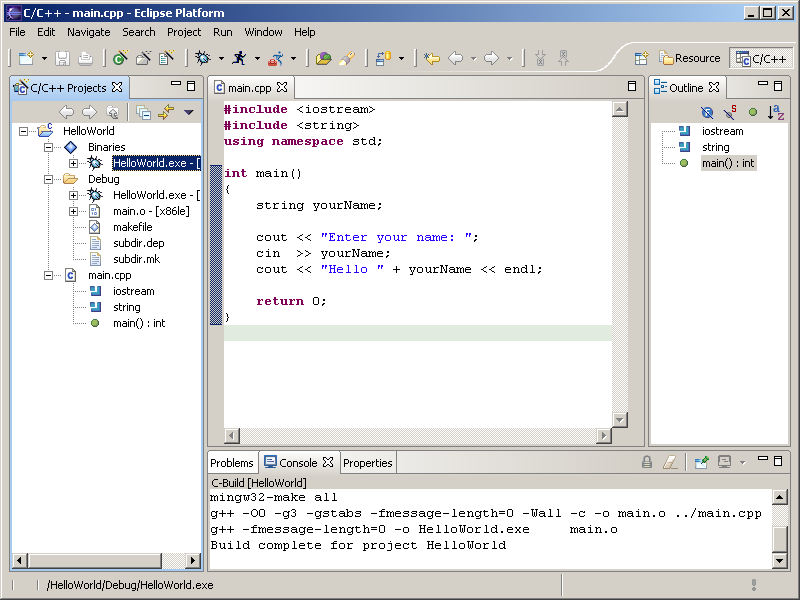 C/C++ - main.cpp - Eclipse Platform
File Edit Navigate Search Project Run Window Help
Resource C/C++
C/C++ Projects
HelloWorld
Binaries
HelloWorld.exe - [
Debug
HelloWorld.exe - [
main.o - [x86le]
makefile
subdir.dep
subdir.mk
main.cpp
iostream
string
main() : int
main.cpp
#include <iostream>
#include <string>
using namespace std;
int main()
{
string yourName;
cout << "Enter your name: ";
cin >> yourName;
cout << "Hello " + yourName << endl;
return 0;
}
Outline
iostream
string
main() : int
Problems Console Properties
C-Build [HelloWorld]
mingw32-make all
g++ -O0 -g3 -gstabs -fmessage-length=0 -Wall -c -o main.o ../main.cpp
g++ -fmessage-length=0 -o HelloWorld.exe main.o
Build complete for project HelloWorld
/HelloWorld/Debug/HelloWorld.exe